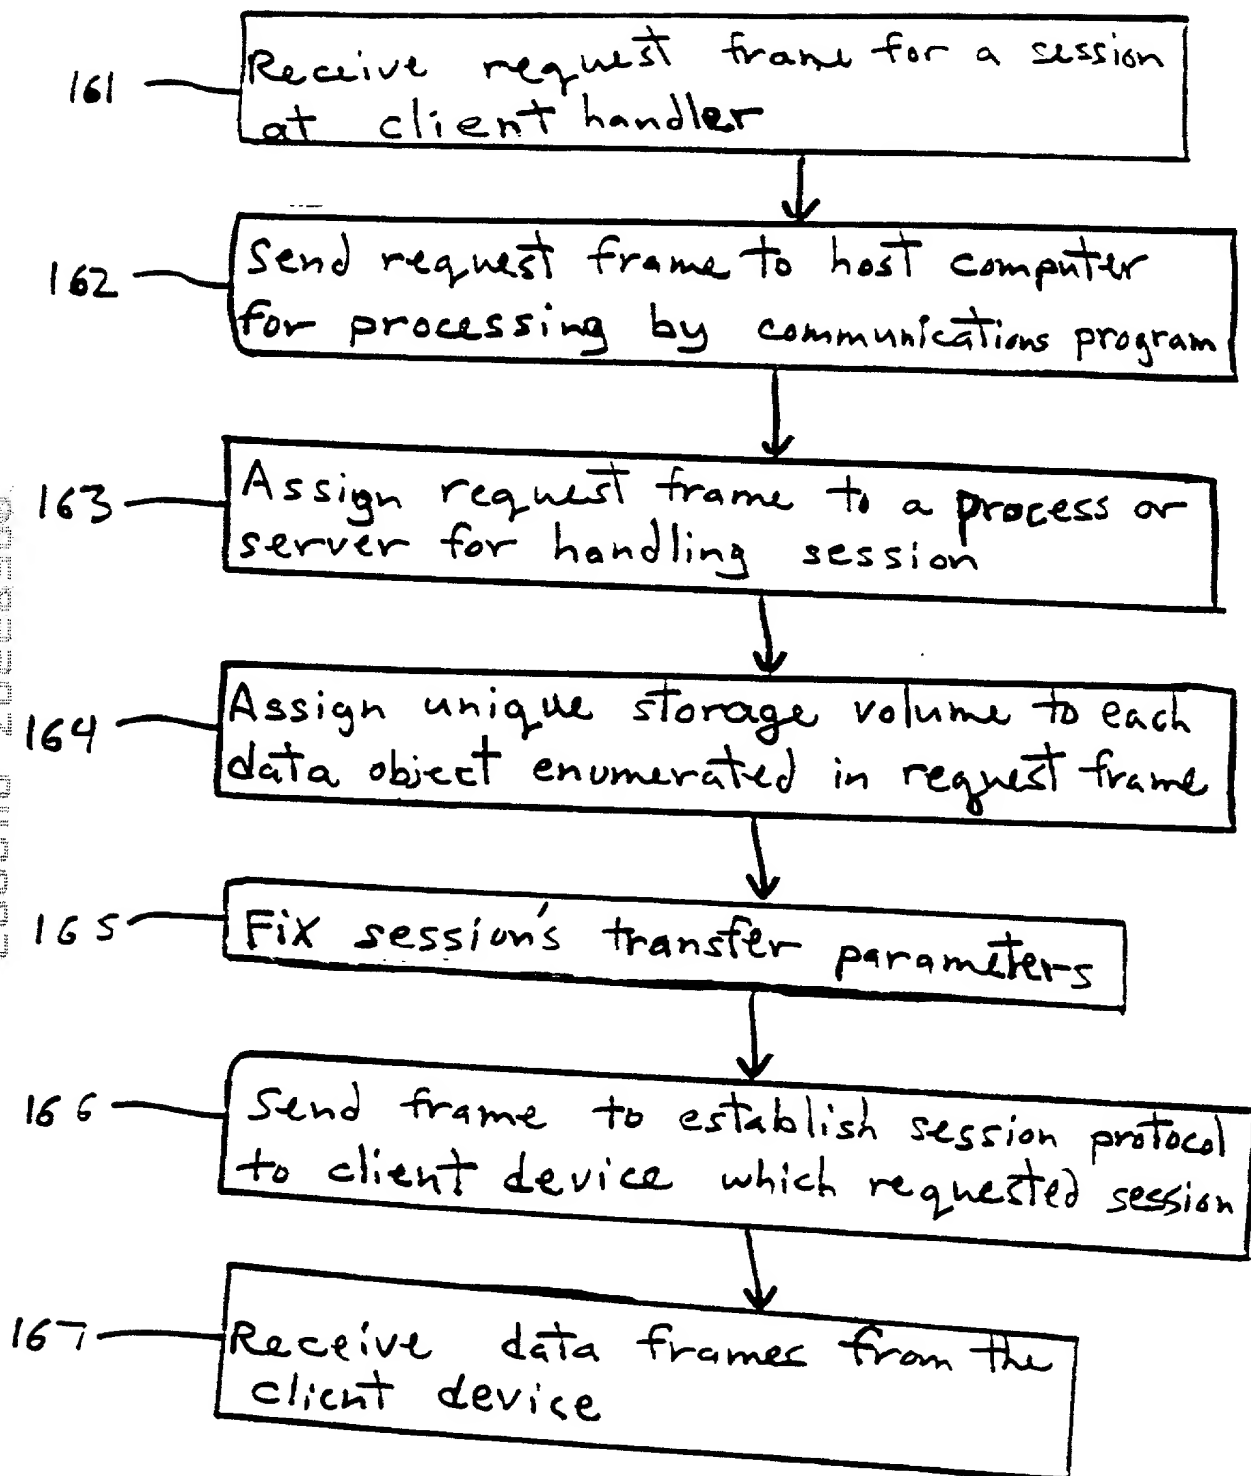 161
Receive request frame for a session
at client handler
162
Send request frame to host computer
for processing by communications program
163
Assign request frame to a process or
server for handling session
164
Assign unique storage volume to each
data object enumerated in request frame
165
Fix session's transfer parameters
166
Send frame to establish session protocol
to client device which requested session
167
Receive data frames from the
client device